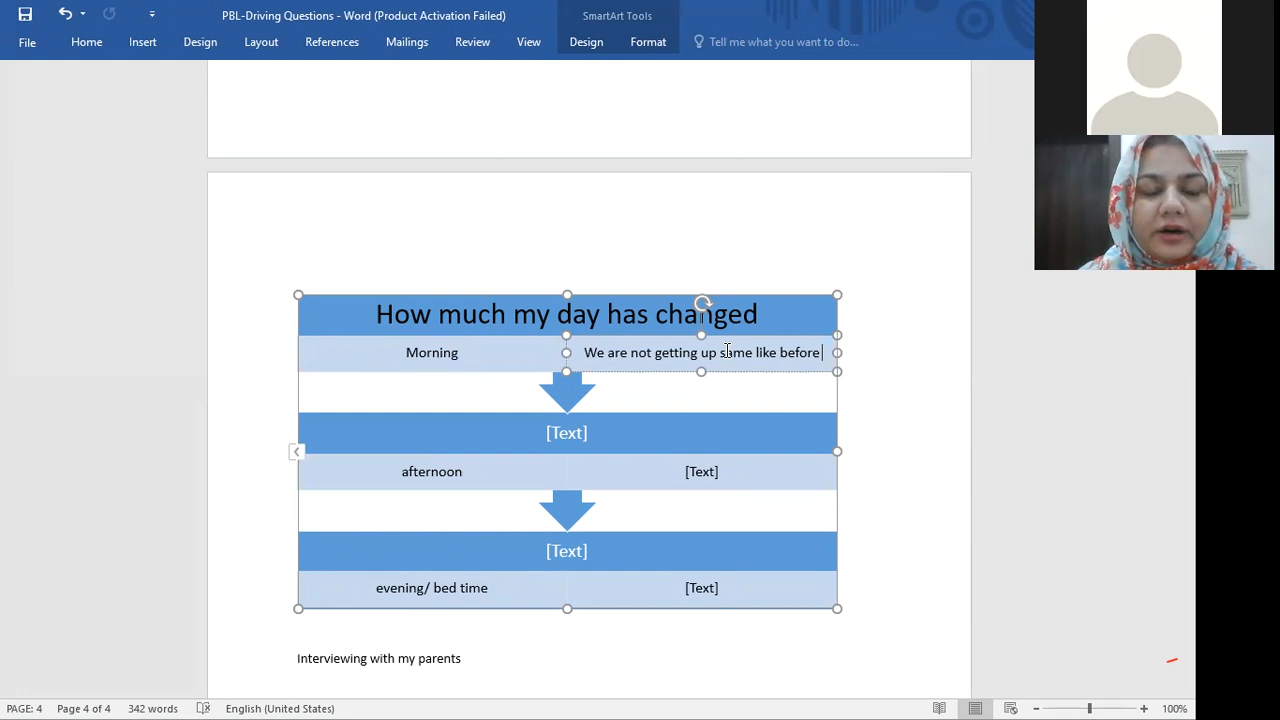 PBL-Driving Questions - Word (Product Activation Failed)
SmartArt Tools
File Home Insert Design Layout References Mailings Review View Design Format Tell me what you want to do...
How much my day has changed
Morning We are not getting up same like before
[Text]
afternoon [Text]
[Text]
evening/ bed time [Text]
Interviewing with my parents
PAGE: 4 Page 4 of 4 342 words English (United States) 100%